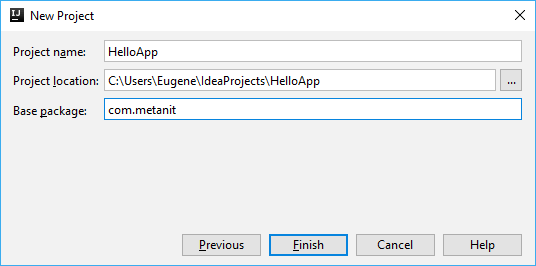 IJ New Project
Project name: HelloApp
Project location: C:\Users\Eugene\IdeaProjects\HelloApp ...
Base package: com.metanit
Previous Finish Cancel Help